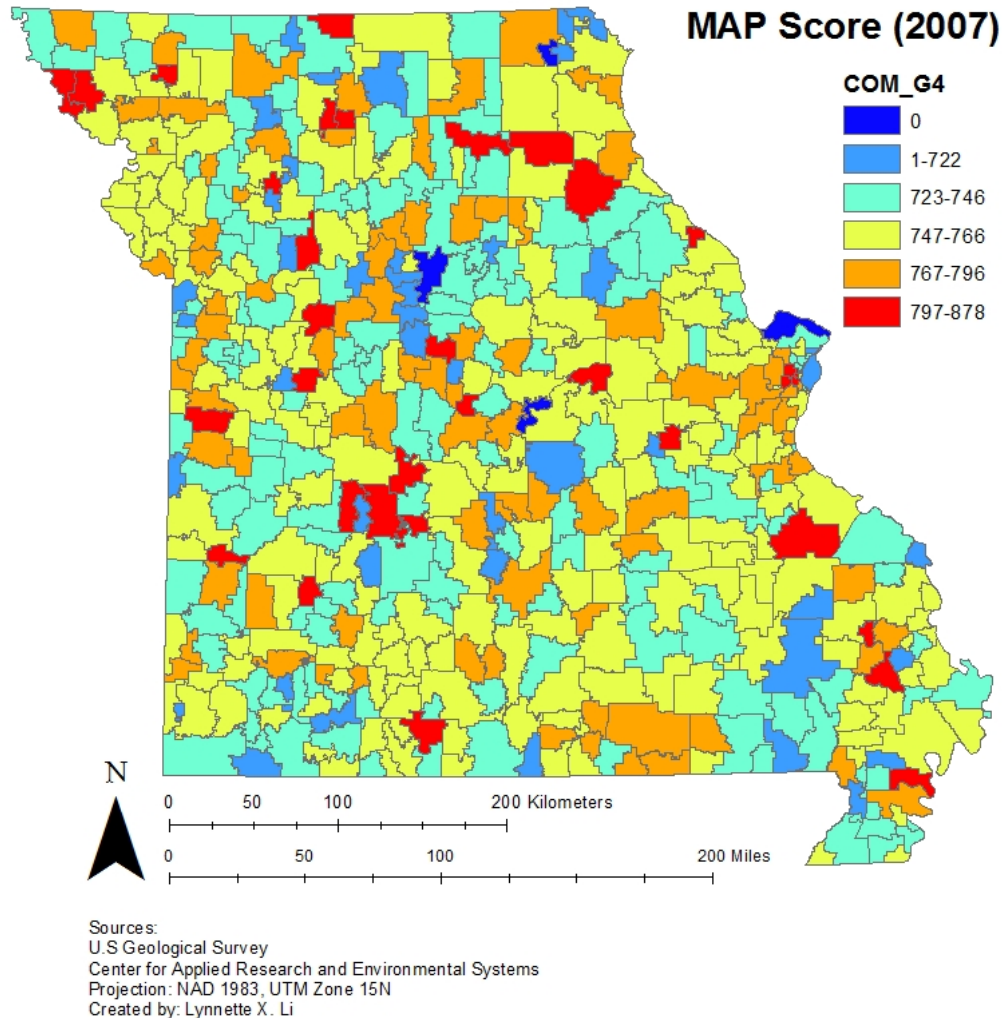 MAP Score (2007)
COM_G4
0
1-722
723-746
747-766
767-796
797-878
N
0 50 100 200 Kilometers
0 50 100 200 Miles
Sources:
U.S Geological Survey
Center for Applied Research and Environmental Systems
Projection: NAD 1983, UTM Zone 15N
Created by: Lynnette X. Li